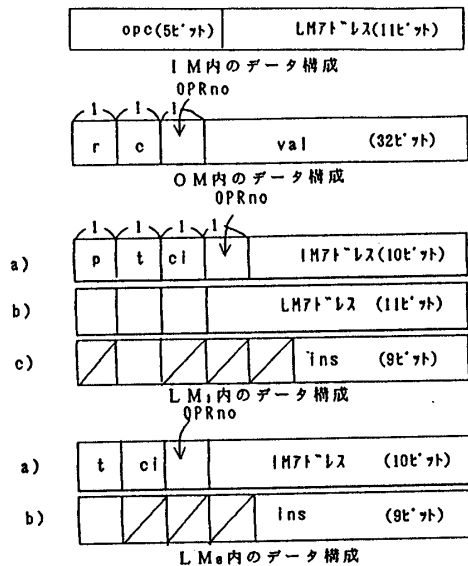 opc(5ビット) LMアドレス(11ビット)
IM内のデータ構成
OPRno
1 1 1
r c val (32ビット)
OM内のデータ構成
OPRno
1 1 1 1
a) p t ci IMアドレス(10ビット)
b) LMアドレス (11ビット)
c) ins (9ビット)
LM₁内のデータ構成
OPRno
a) t ci IMアドレス (10ビット)
b) ins (9ビット)
内のデータ構成